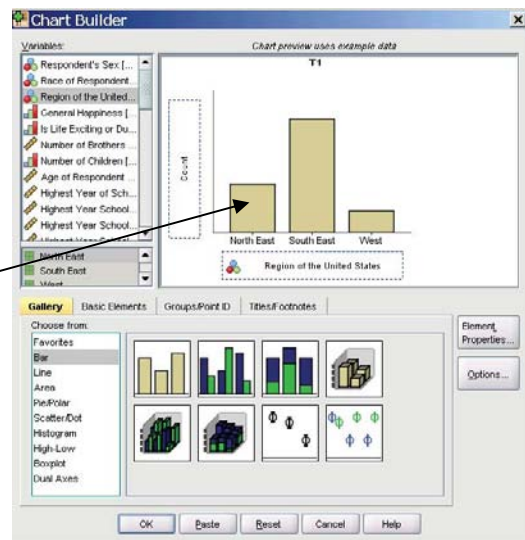 Chart Builder
Variables:
Chart preview uses example data
Respondent's Sex [...
Race of Respondent...
Region of the United...
General Happiness [...
Is Life Exciting or Du...
Number of Brothers
Number of Children [...
Age of Respondent ...
Highest Year of Sch...
Highest Year School...
Highest Year School...
Highest Year School...
North East
South East
West
T1
Count
North East South East West
Region of the United States
Gallery Basic Elements Groups/Point ID Titles/Footnotes
Choose from:
Favorites
Bar
Line
Area
Pie/Polar
Scatter/Dot
Histogram
High-Low
Boxplot
Dual Axes
Element
Properties...
Options...
OK Paste Reset Cancel Help